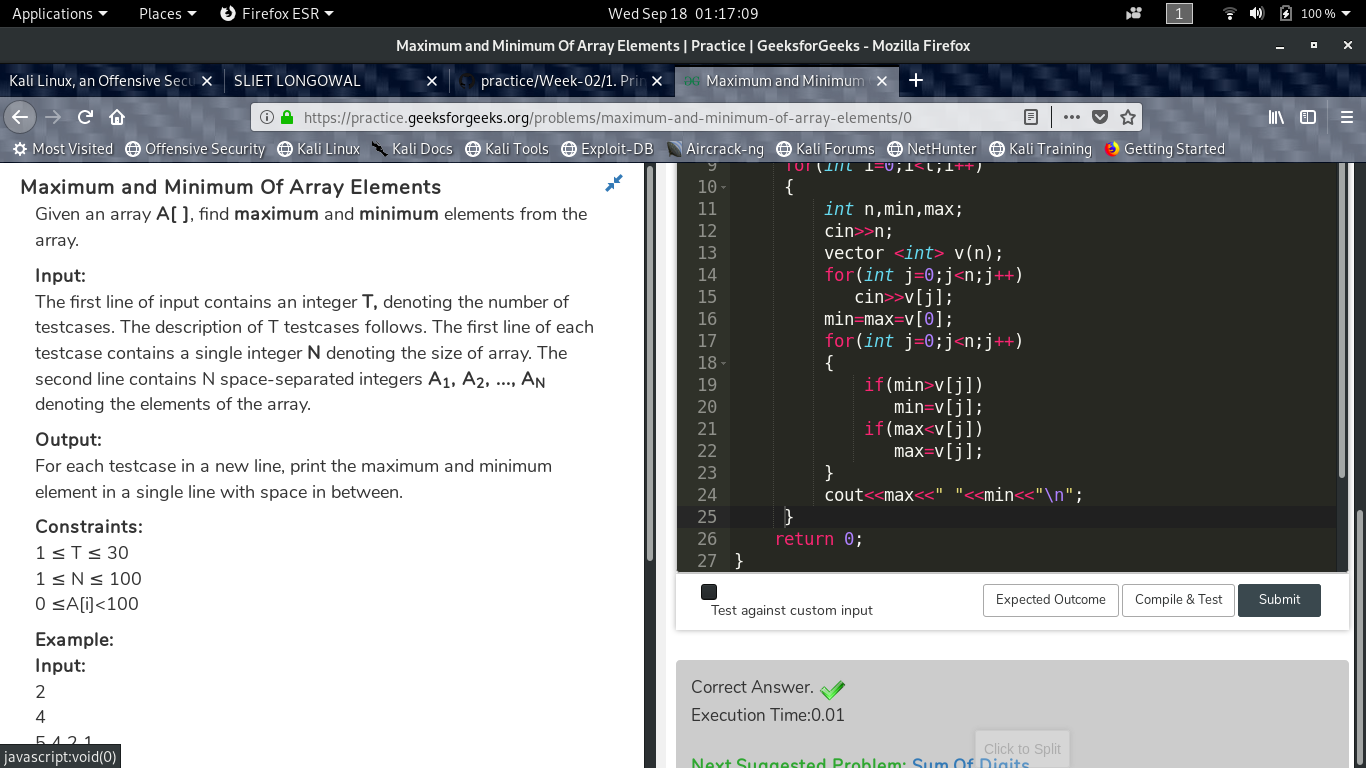 Applications Places Firefox ESR Wed Sep 18 01:17:09 1 100 %
Maximum and Minimum Of Array Elements | Practice | GeeksforGeeks - Mozilla Firefox
Kali Linux, an Offensive Secu SLIET LONGOWAL practice/Week-02/1. Prin Maximum and Minimum
https://practice.geeksforgeeks.org/problems/maximum-and-minimum-of-array-elements/0
Most Visited Offensive Security Kali Linux Kali Docs Kali Tools Exploit-DB Aircrack-ng Kali Forums NetHunter Kali Training Getting Started
Maximum and Minimum Of Array Elements
Given an array A[ ], find maximum and minimum elements from the
array.
Input:
The first line of input contains an integer T, denoting the number of
testcases. The description of T testcases follows. The first line of each
testcase contains a single integer N denoting the size of array. The
second line contains N space-separated integers A1, A2, ..., AN
denoting the elements of the array.
Output:
For each testcase in a new line, print the maximum and minimum
element in a single line with space in between.
Constraints:
1 ≤ T ≤ 30
1 ≤ N ≤ 100
0 ≤A[i]<100
Example:
Input:
2
4
5 4 2 1
javascript:void(0)
9 for(int i=0;i<t;i++)
10 {
11 int n,min,max;
12 cin>>n;
13 vector <int> v(n);
14 for(int j=0;j<n;j++)
15 cin>>v[j];
16 min=max=v[0];
17 for(int j=0;j<n;j++)
18 {
19 if(min>v[j])
20 min=v[j];
21 if(max<v[j])
22 max=v[j];
23 }
24 cout<<max<<" "<<min<<"\n";
25 }
26 return 0;
27 }
Test against custom input
Expected Outcome Compile & Test Submit
Correct Answer.
Execution Time:0.01
Click to Split
Next Suggested Problem: Sum Of Digits